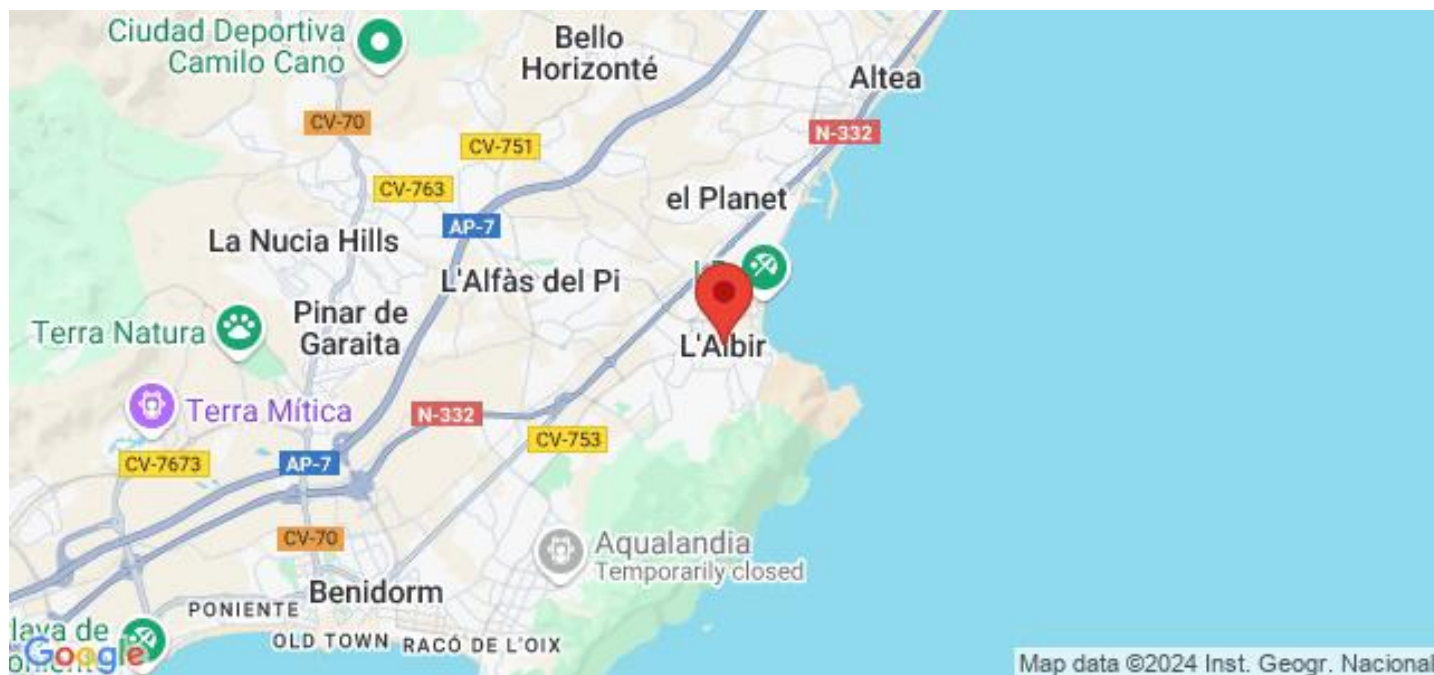 Ciudad Deportiva
Camilo Cano
Bello
Horizonté
Altea
CV-70
N-332
CV-751
CV-763
el Planet
AP-7
La Nucia Hills
L'Alfàs del Pi
Pinar de
Garaita
Terra Natura
L'Albir
Terra Mítica
N-332
CV-753
CV-7673
AP-7
CV-70
Aqualandia
Temporarily closed
Benidorm
PONIENTE
OLD TOWN
RACÓ DE L'OIX
laya de
Google
Map data ©2024 Inst. Geogr. Nacional